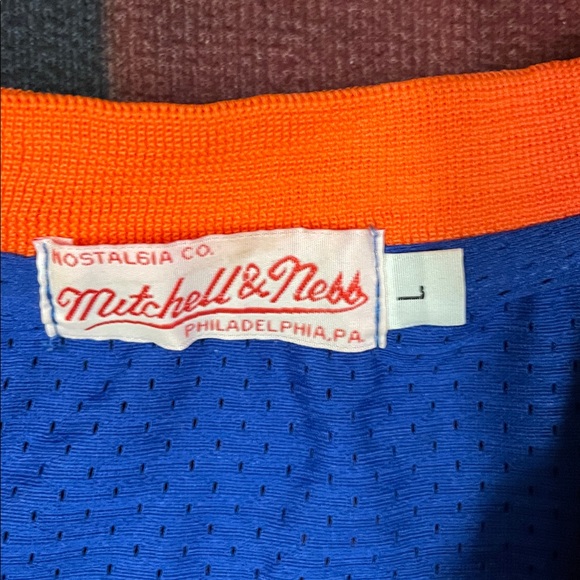 NOSTALGIA CO.
Mitchell & Ness
PHILADELPHIA, PA.
L